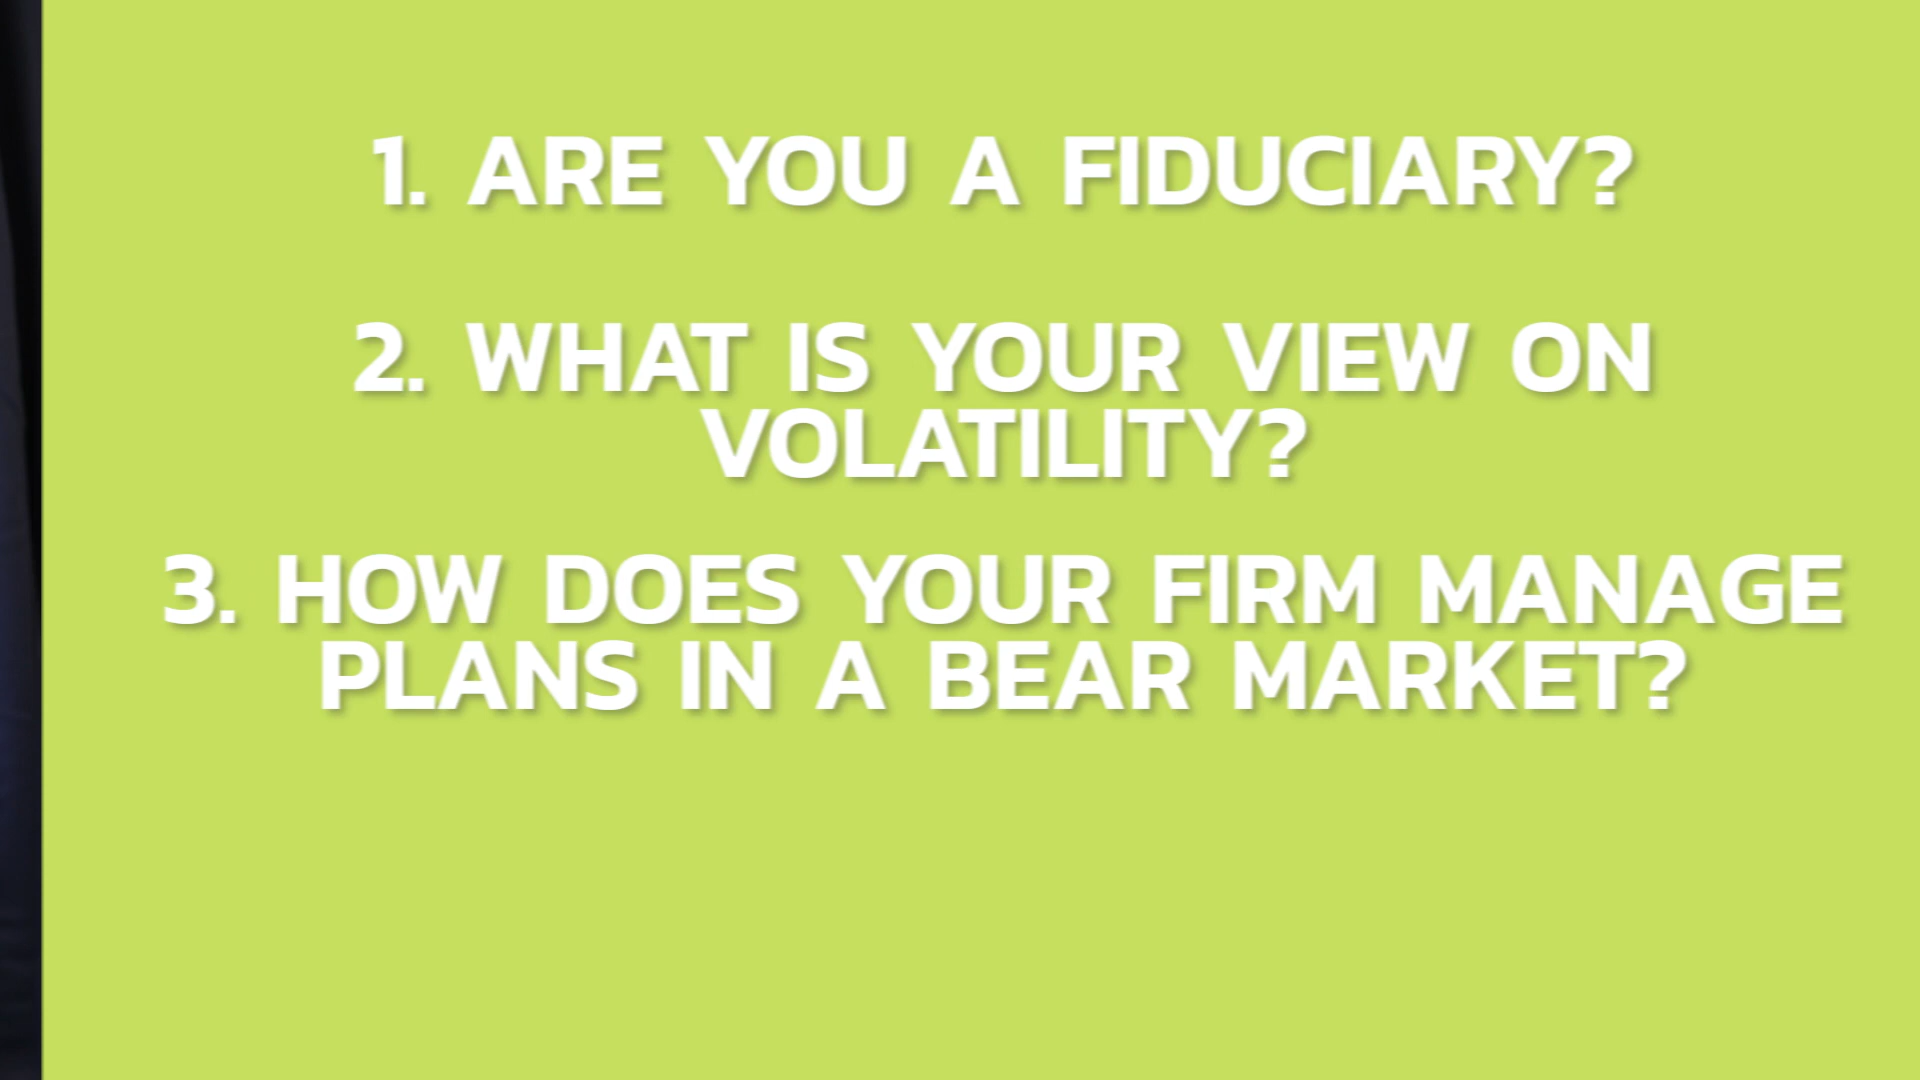 1. ARE YOU A FIDUCIARY?
2. WHAT IS YOUR VIEW ON
VOLATILITY?
3. HOW DOES YOUR FIRM MANAGE
PLANS IN A BEAR MARKET?